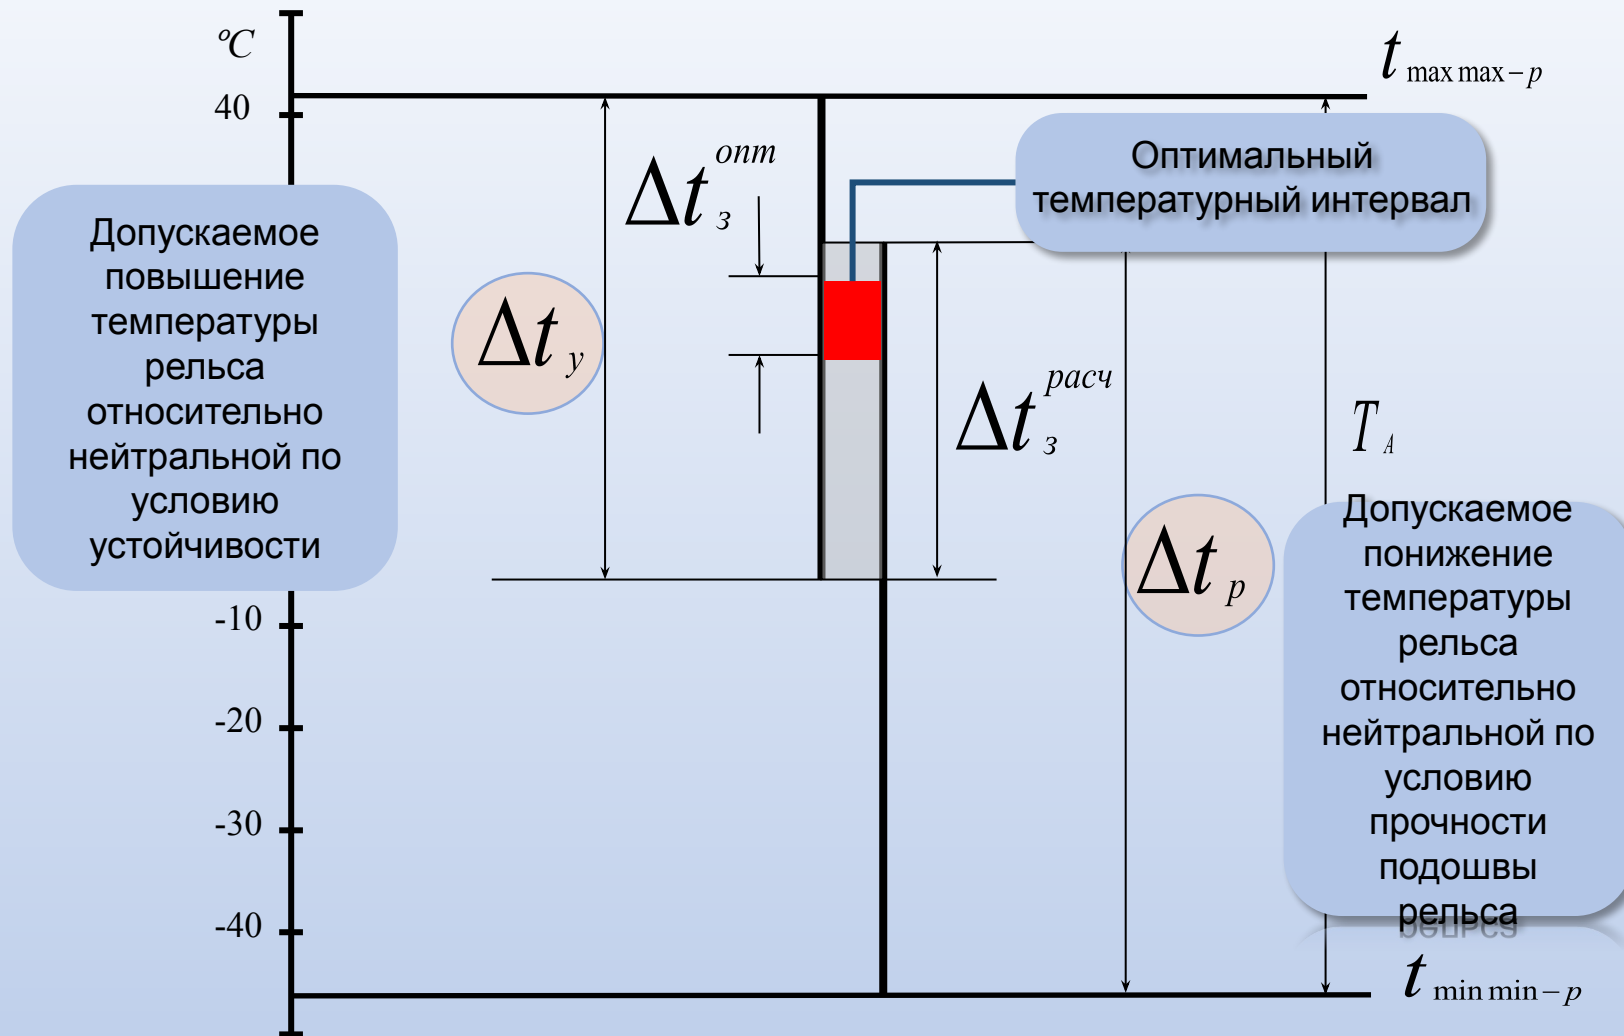 ºC
t max max – p
40
Оптимальный
температурный интервал
Δt з опт
Допускаемое
повышение
температуры
рельса
относительно
нейтральной по
условию
устойчивости
Δt у
Δt з расч
T А
Допускаемое
понижение
температуры
рельса
относительно
нейтральной по
условию
прочности
подошвы
рельса
Δt р
-10
-20
-30
-40
t min min – p